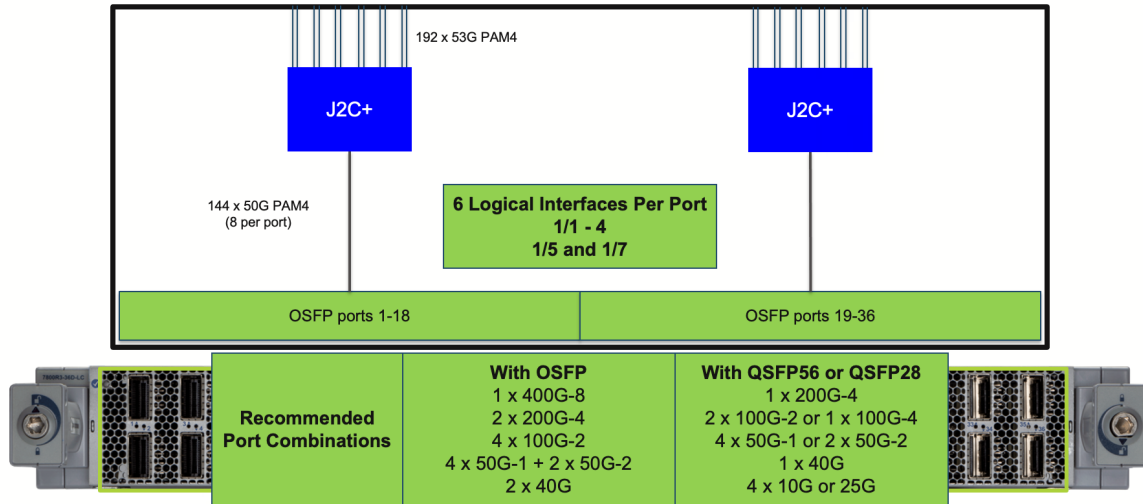 192 x 53G PAM4
J2C+
J2C+
144 x 50G PAM4
(8 per port)
6 Logical Interfaces Per Port
1/1 - 4
1/5 and 1/7
OSFP ports 1-18
OSFP ports 19-36
Recommended
Port Combinations
With OSFP
1 x 400G-8
2 x 200G-4
4 x 100G-2
4 x 50G-1 + 2 x 50G-2
2 x 40G
With QSFP56 or QSFP28
1 x 200G-4
2 x 100G-2 or 1 x 100G-4
4 x 50G-1 or 2 x 50G-2
1 x 40G
4 x 10G or 25G